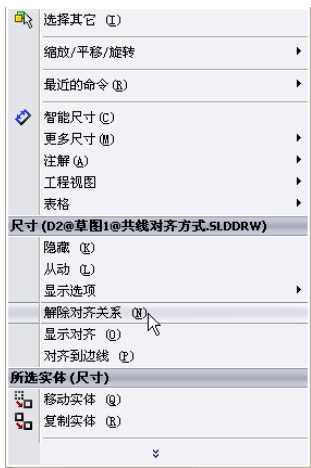 选择其它 (I)
缩放/平移/旋转
最近的命令(R)
智能尺寸(C)
更多尺寸(M)
注解(A)
工程视图
表格
尺寸 (D2@草图1@共线对齐方式.SLDDRW)
隐藏 (K)
从动 (L)
显示选项
解除对齐关系 (N)
显示对齐 (O)
对齐到边线 (P)
所选实体 (尺寸)
移动实体 (Q)
复制实体 (R)